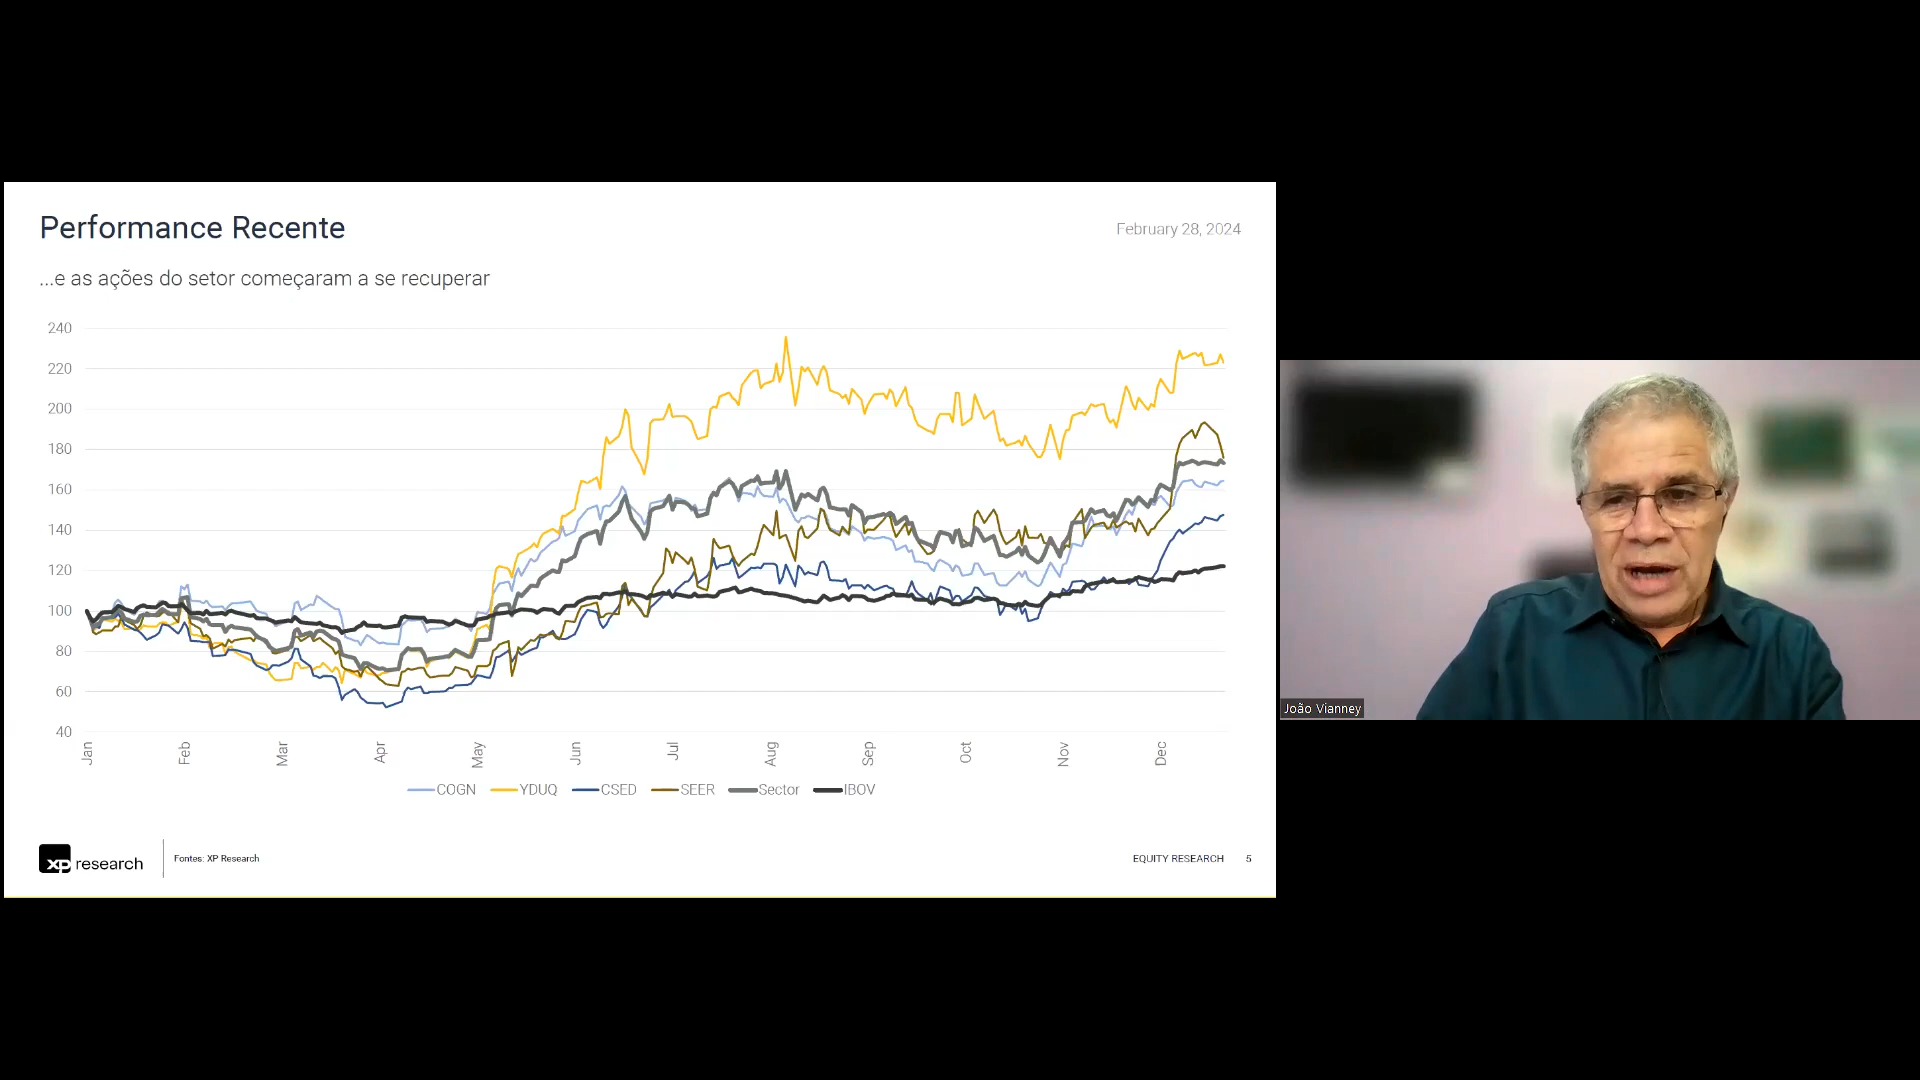 Performance Recente
February 28, 2024
...e as ações do setor começaram a se recuperar
240
220
200
180
160
140
120
100
80
60
40
Jan
Feb
Mar
Apr
May
Jun
Jul
Aug
Sep
Oct
Nov
Dec
COGN YDUQ CSED SEER Sector IBOV
xp research
Fontes: XP Research
EQUITY RESEARCH 5
João Vianney